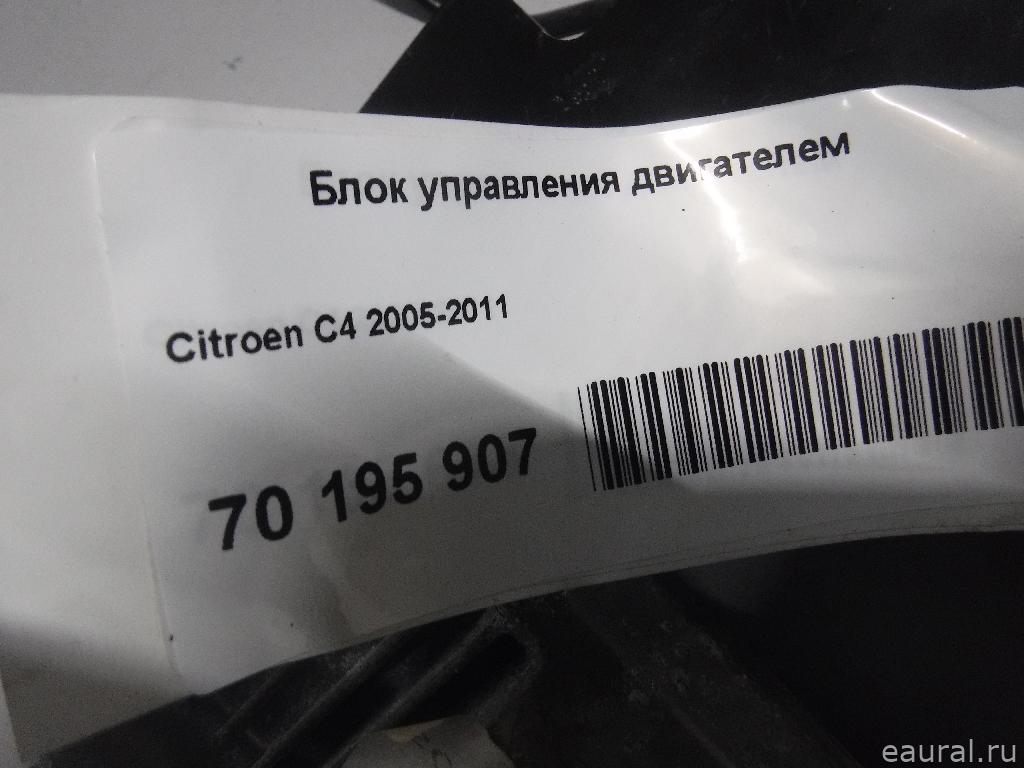 Блок управления двигателем
Citroen C4 2005-2011
70 195 907
eaural.ru